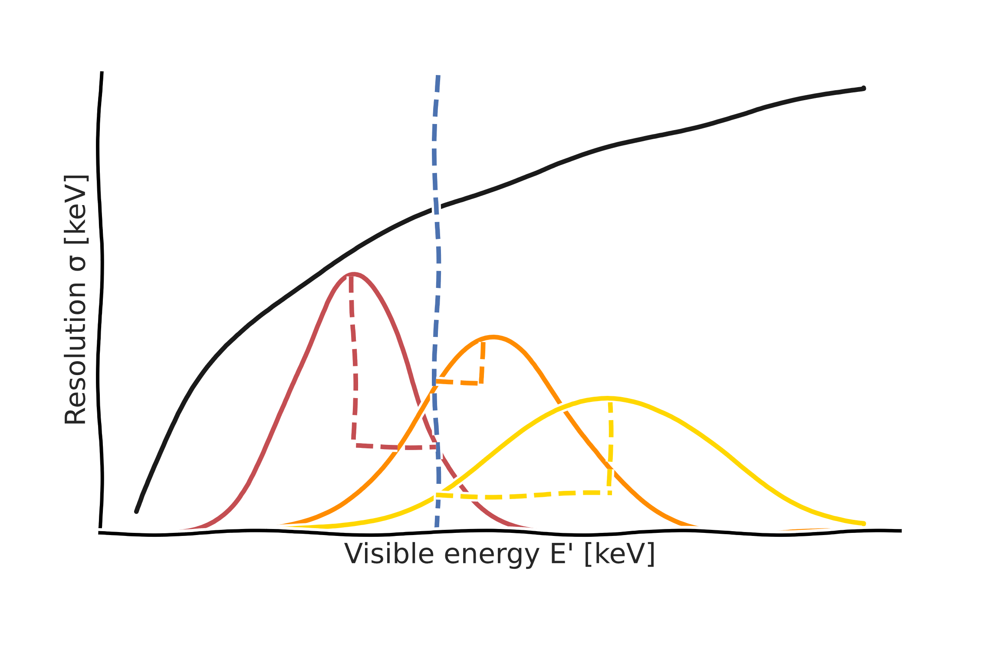 Resolution σ [keV]
Visible energy E' [keV]